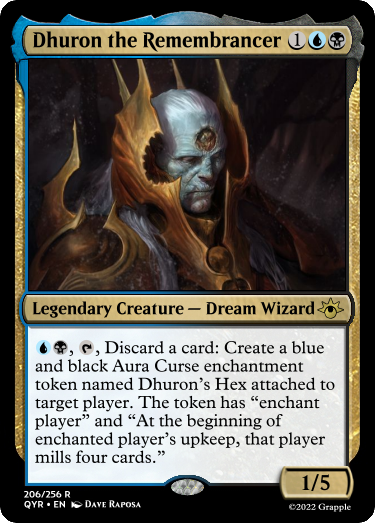 Dhuron the Remembrancer 1
Legendary Creature — Dream Wizard
, , Discard a card: Create a blue
and black Aura Curse enchantment
token named Dhuron's Hex attached to
target player. The token has “enchant
player” and “At the beginning of
enchanted player's upkeep, that player
mills four cards.”
1/5
206/256 R
QYR • EN Dave Raposa
©2022 Grapple